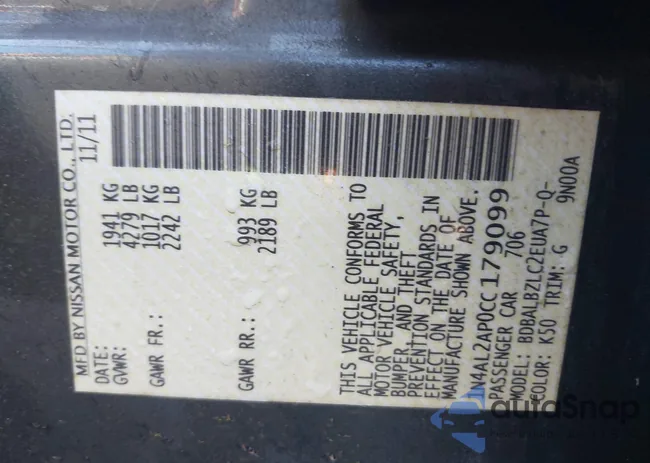 MFD BY NISSAN MOTOR CO., LTD.
DATE: 11/11
GVWR: 1941 KG
4279 LB
GAWR FR.: 1017 KG
2242 LB
GAWR RR.: 993 KG
2189 LB
THIS VEHICLE CONFORMS TO
ALL APPLICABLE FEDERAL
MOTOR VEHICLE SAFETY,
BUMPER, AND THEFT
PREVENTION STANDARDS IN
EFFECT ON THE DATE OF
MANUFACTURE SHOWN ABOVE.
1N4AL2AP0CC179099
PASSENGER CAR 706
MODEL: BDBALBZLC2EUA7P-Q-
COLOR: K50 TRIM: G 9N00A
autoSnap